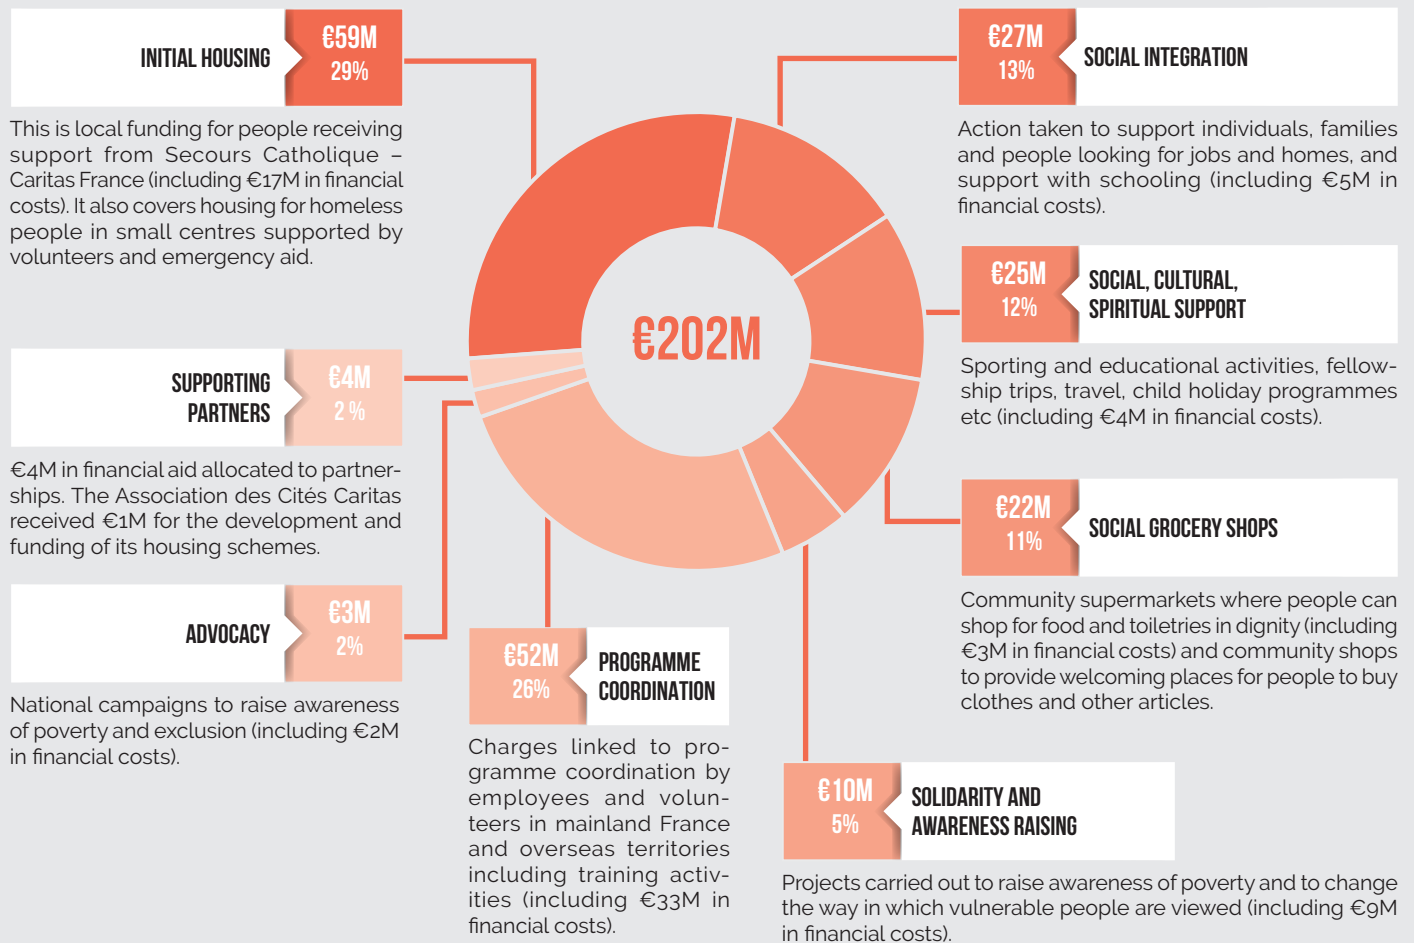 INITIAL HOUSING
€59M
29%
This is local funding for people receiving
support from Secours Catholique –
Caritas France (including €17M in financial
costs). It also covers housing for homeless
people in small centres supported by
volunteers and emergency aid.
SUPPORTING
PARTNERS
€4M
2 %
€4M in financial aid allocated to partner-
ships. The Association des Cités Caritas
received €1M for the development and
funding of its housing schemes.
ADVOCACY
€3M
2%
National campaigns to raise awareness
of poverty and exclusion (including €2M
in financial costs).
€202M
€52M
26%
PROGRAMME
COORDINATION
Charges linked to pro-
gramme coordination by
employees and volun-
teers in mainland France
and overseas territories
including training activ-
ities (including €33M in
financial costs).
€27M
13%
SOCIAL INTEGRATION
Action taken to support individuals, families
and people looking for jobs and homes, and
support with schooling (including €5M in
financial costs).
€25M
12%
SOCIAL, CULTURAL,
SPIRITUAL SUPPORT
Sporting and educational activities, fellow-
ship trips, travel, child holiday programmes
etc (including €4M in financial costs).
€22M
11%
SOCIAL GROCERY SHOPS
Community supermarkets where people can
shop for food and toiletries in dignity (including
€3M in financial costs) and community shops
to provide welcoming places for people to buy
clothes and other articles.
€10M
5%
SOLIDARITY AND
AWARENESS RAISING
Projects carried out to raise awareness of poverty and to change
the way in which vulnerable people are viewed (including €9M
in financial costs).